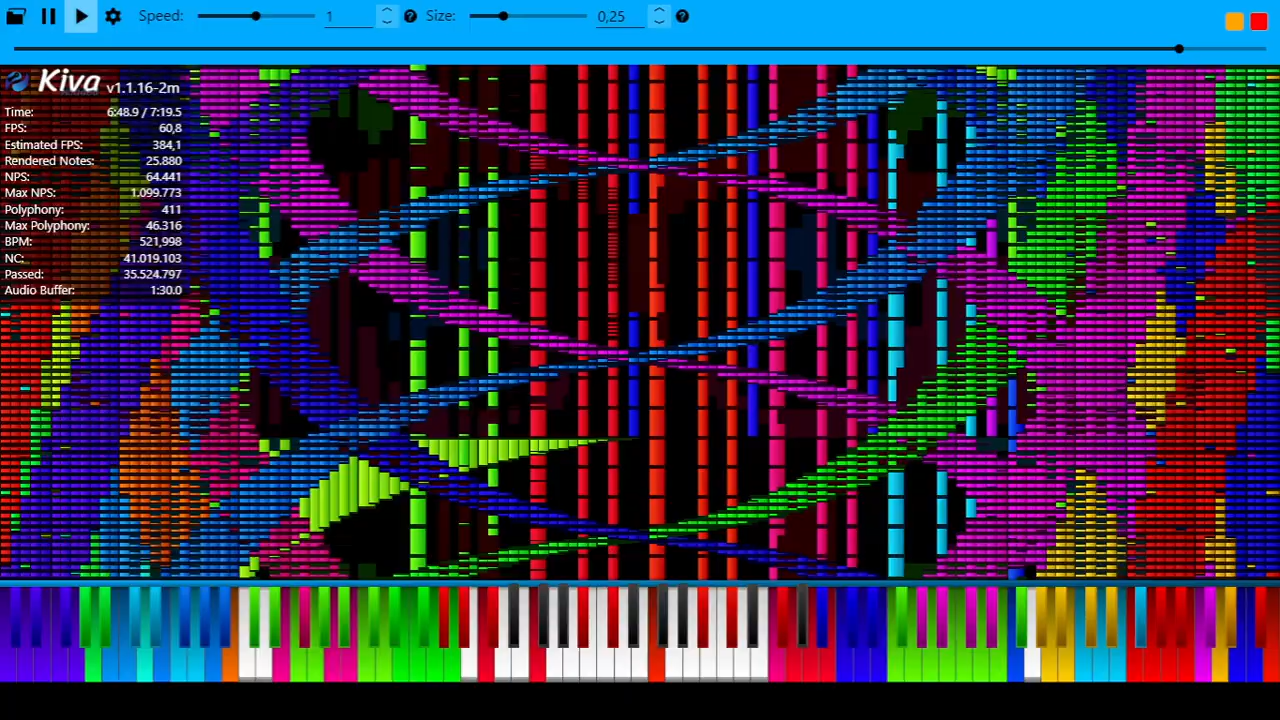 Speed: 1 Size: 0,25
Kiva v1.1.16-2m
Time: 6:48.9 / 7:19.5
FPS: 60,8
Estimated FPS: 384,1
Rendered Notes: 25.880
NPS: 64.441
Max NPS: 1.099.773
Polyphony: 411
Max Polyphony: 46.316
BPM: 521,998
NC: 41.019.103
Passed: 35.524.797
Audio Buffer: 1:30.0